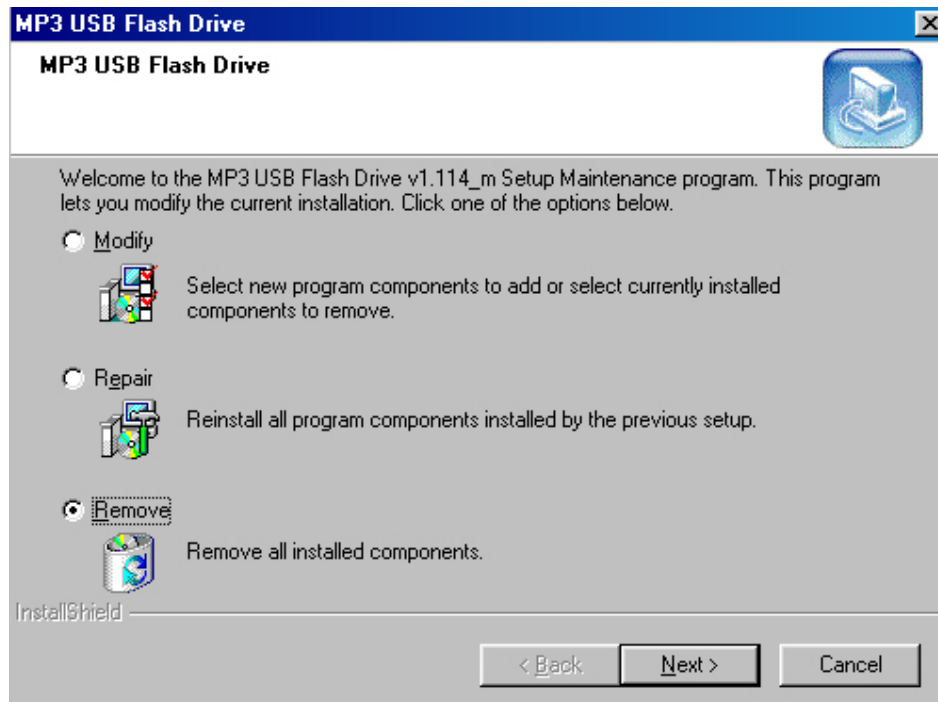 MP3 USB Flash Drive
MP3 USB Flash Drive
Welcome to the MP3 USB Flash Drive v1.114_m Setup Maintenance program. This program
lets you modify the current installation. Click one of the options below.
Modify
Select new program components to add or select currently installed
components to remove.
Repair
Reinstall all program components installed by the previous setup.
Remove
Remove all installed components.
InstallShield
< Back
Next >
Cancel